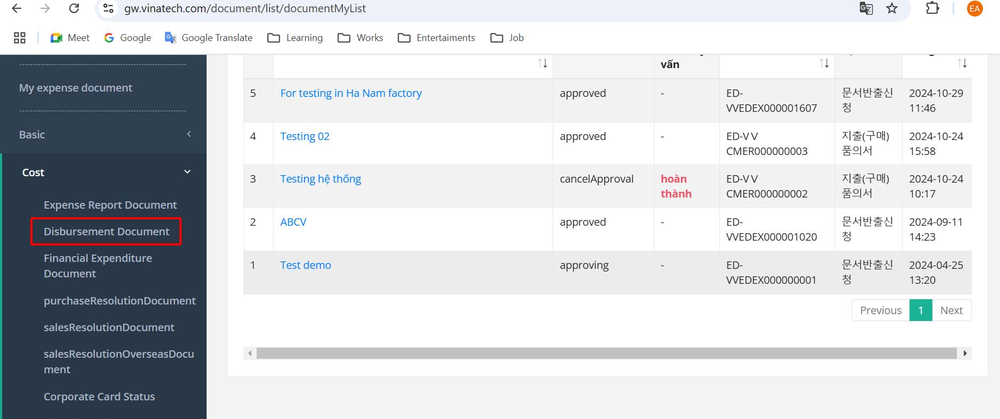 gw.vinatech.com/document/list/documentMyList
EA
Meet
Google
Google Translate
Learning
Works
Entertaiments
Job
My expense document
Basic
Cost
Expense Report Document
Disbursement Document
Financial Expenditure
Document
purchaseResolutionDocument
salesResolutionDocument
salesResolutionOverseasDocu
ment
Corporate Card Status
vấn
5 For testing in Ha Nam factory approved - ED- 문서반출신 2024-10-29
VVEDEX000001607 청 11:46
4 Testing 02 approved - ED-V V 지출(구매) 2024-10-24
CMER000000003 품의서 15:58
3 Testing hệ thống cancelApproval hoàn ED-V V 지출(구매) 2024-10-24
thành CMER000000002 품의서 10:17
2 ABCV approved - ED- 문서반출신 2024-09-11
VVEDEX000001020 청 14:23
1 Test demo approving - ED- 문서반출신 2024-04-25
VVEDEX000000001 청 13:20
Previous 1 Next